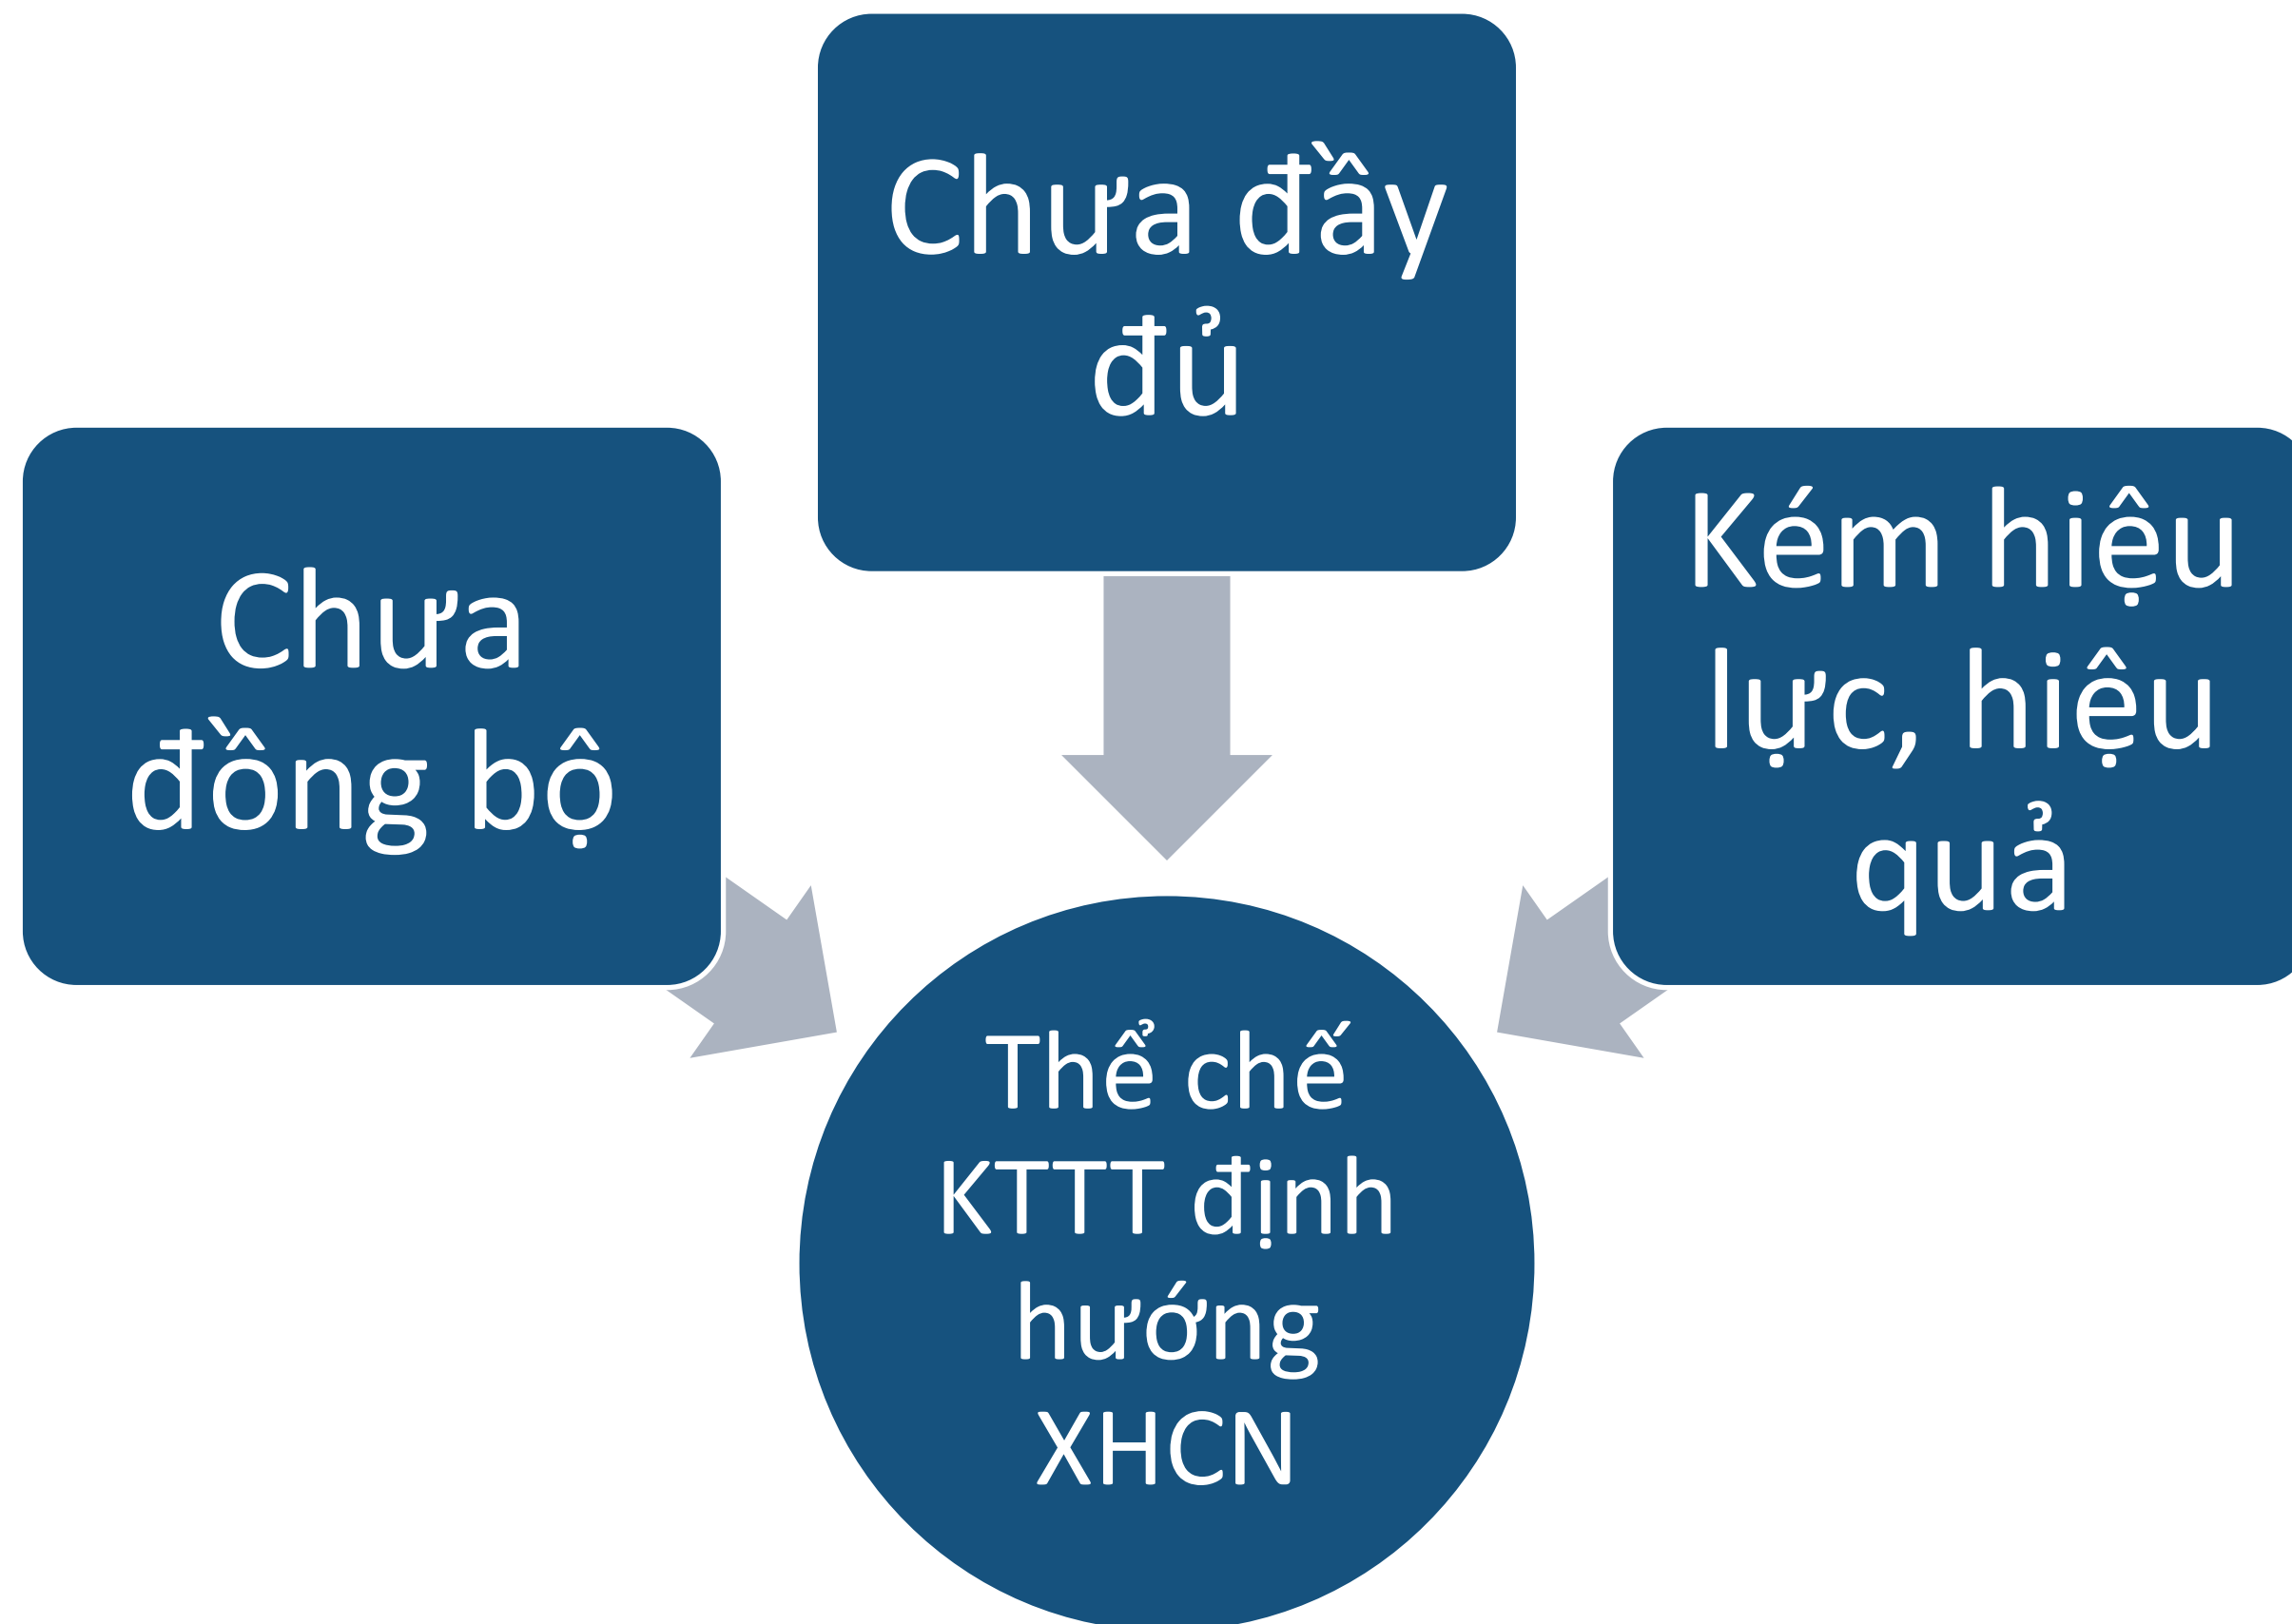 Chưa đầy
đủ
Chưa
đồng bộ
Kém hiệu
lực, hiệu
quả
Thể chế
KTTT định
hướng
XHCN